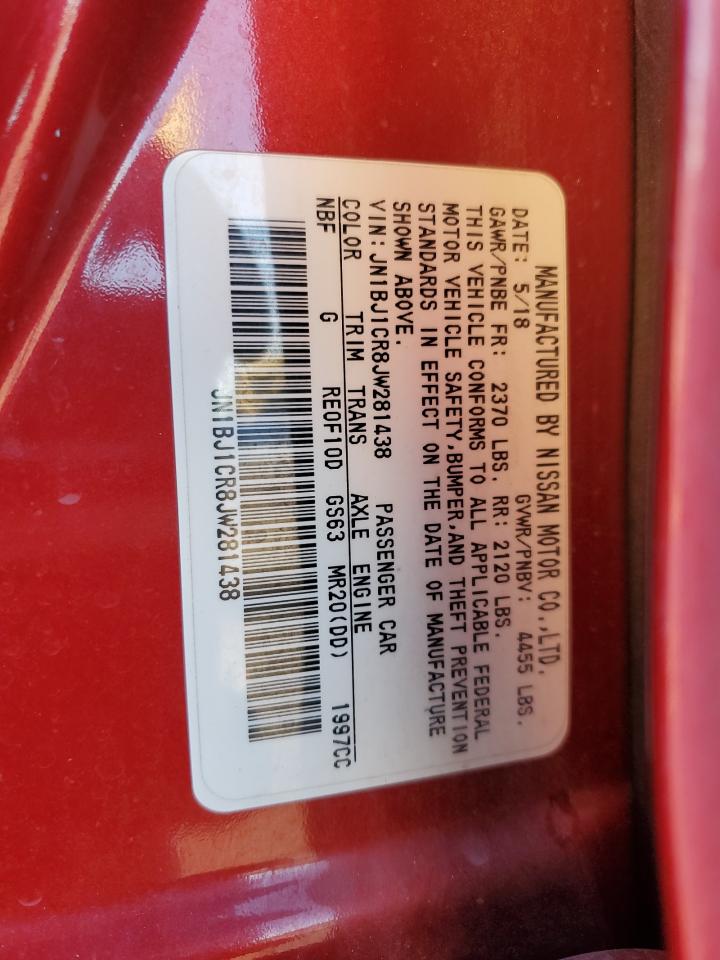 MANUFACTURED BY NISSAN MOTOR CO.,LTD.
DATE: 5/18 GVWR/PNBV: 4455 LBS.
GAWR/PNBE FR: 2370 LBS. RR: 2120 LBS.
THIS VEHICLE CONFORMS TO ALL APPLICABLE FEDERAL
MOTOR VEHICLE SAFETY,BUMPER,AND THEFT PREVENTION
STANDARDS IN EFFECT ON THE DATE OF MANUFACTURE
SHOWN ABOVE.
VIN:JN1BJ1CR8JW281438 PASSENGER CAR
COLOR TRIM TRANS AXLE ENGINE
NBF G RE0F10D GS63 MR20(DD) 1997CC
JN1BJ1CR8JW281438